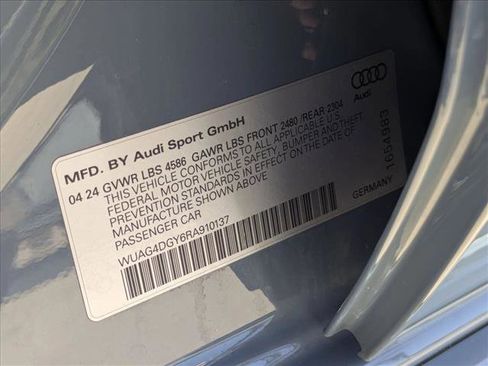 Audi
MFD. BY Audi Sport GmbH
04 24 GVWR LBS 4586 GAWR LBS FRONT 2480 /REAR 2304
THIS VEHICLE CONFORMS TO ALL APPLICABLE U.S.
FEDERAL MOTOR VEHICLE SAFETY, BUMPER AND THEFT
PREVENTION STANDARDS IN EFFECT ON THE DATE OF
MANUFACTURE SHOWN ABOVE
PASSENGER CAR
GERMANY
WUAG4DGY6RA910137
165A983